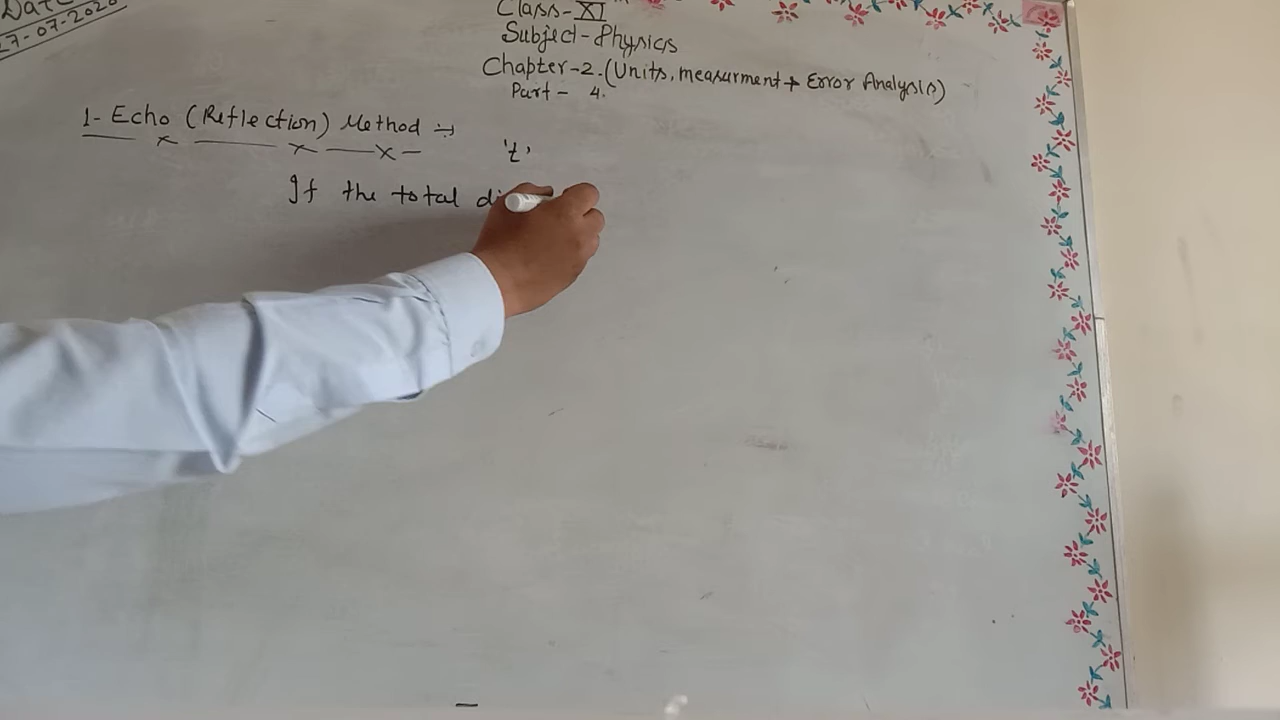 Date
27-07-2020
Class-XI
Subject-Physics
Chapter-2.(Units, measurment + Error Analysis)
Part- 4.
1- Echo (Reflection) Method :-
't'
If the total di